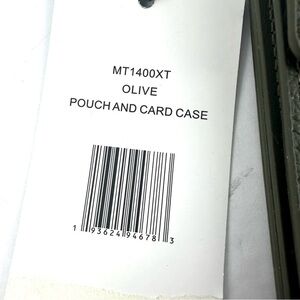 MT1400XT
OLIVE
POUCH AND CARD CASE
1 93624 94678 3